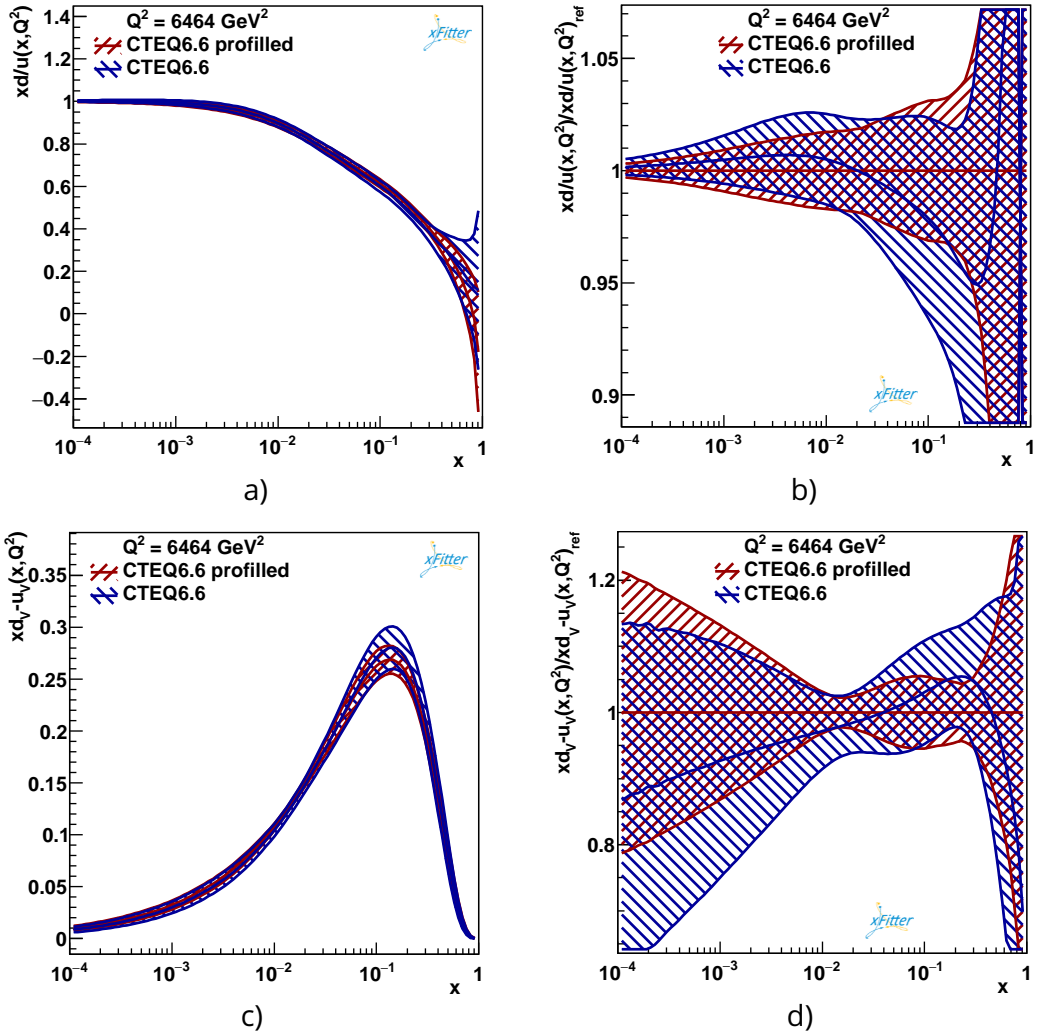 xd/u(x,Q²)
Q² = 6464 GeV²
CTEQ6.6 profilled
CTEQ6.6
xFitter
1.4
1.2
1
0.8
0.6
0.4
0.2
0
−0.2
−0.4
10⁻⁴ 10⁻³ 10⁻² 10⁻¹ 1
x
a)
xd/u(x,Q²)/xd/u(x,Q²)ref
Q² = 6464 GeV²
CTEQ6.6 profilled
CTEQ6.6
xFitter
1.05
1
0.95
0.9
xFitter
10⁻⁴ 10⁻³ 10⁻² 10⁻¹ 1
x
b)
xdV-uV(x,Q²)
Q² = 6464 GeV²
CTEQ6.6 profilled
CTEQ6.6
xFitter
0.35
0.3
0.25
0.2
0.15
0.1
0.05
0
10⁻⁴ 10⁻³ 10⁻² 10⁻¹ 1
x
c)
xdV-uV(x,Q²)/xdV-uV(x,Q²)ref
Q² = 6464 GeV²
CTEQ6.6 profilled
CTEQ6.6
1.2
1
0.8
xFitter
10⁻⁴ 10⁻³ 10⁻² 10⁻¹ 1
x
d)